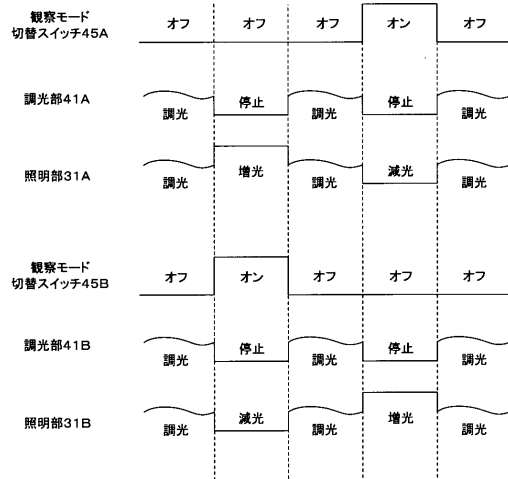 観察モード
切替スイッチ45A
オフ オフ オフ オン オフ
調光部41A
調光 停止 調光 停止 調光
照明部31A
調光 増光 調光 減光 調光
観察モード
切替スイッチ45B
オフ オン オフ オフ オフ
調光部41B
調光 停止 調光 停止 調光
照明部31B
調光 減光 調光 増光 調光